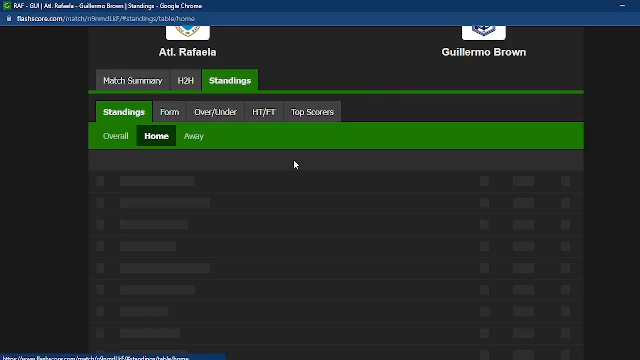 RAF - GUI | Atl. Rafaela - Guillermo Brown | Standings - Google Chrome
flashscore.com/match/n9nmdLkF/#standings/table/home
Atl. Rafaela
Guillermo Brown
Match Summary H2H Standings
Standings Form Over/Under HT/FT Top Scorers
Overall Home Away
https://www.flashscore.com/match/n9nmdLkF/#standings/table/home